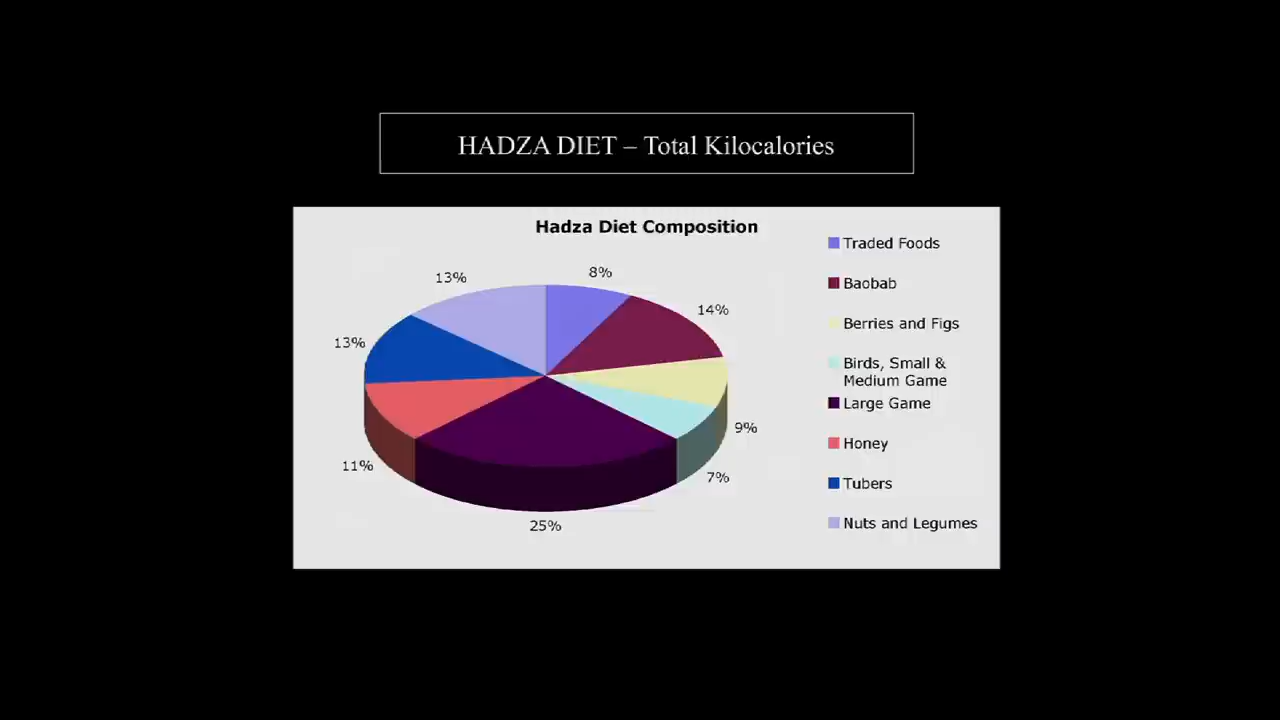 HADZA DIET – Total Kilocalories
Hadza Diet Composition
13%
8%
14%
13%
9%
11%
7%
25%
Traded Foods
Baobab
Berries and Figs
Birds, Small &
Medium Game
Large Game
Honey
Tubers
Nuts and Legumes